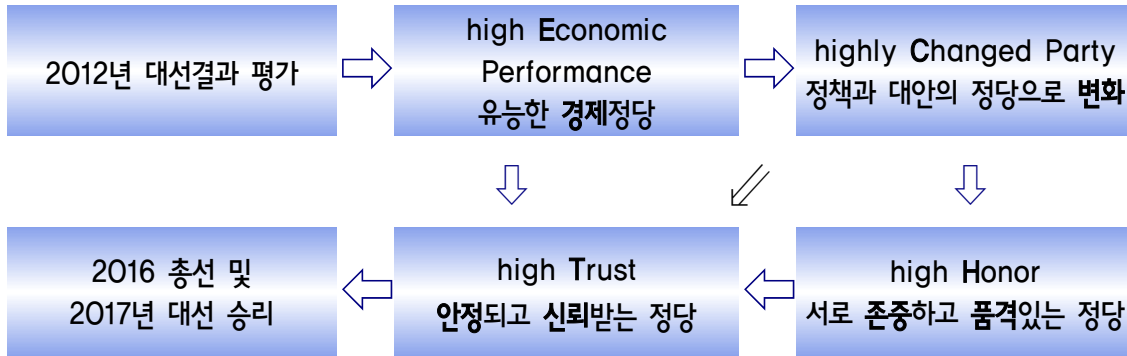 2012년 대선결과 평가
high Economic
Performance
유능한 경제정당
highly Changed Party
정책과 대안의 정당으로 변화
2016 총선 및
2017년 대선 승리
high Trust
안정되고 신뢰받는 정당
high Honor
서로 존중하고 품격있는 정당